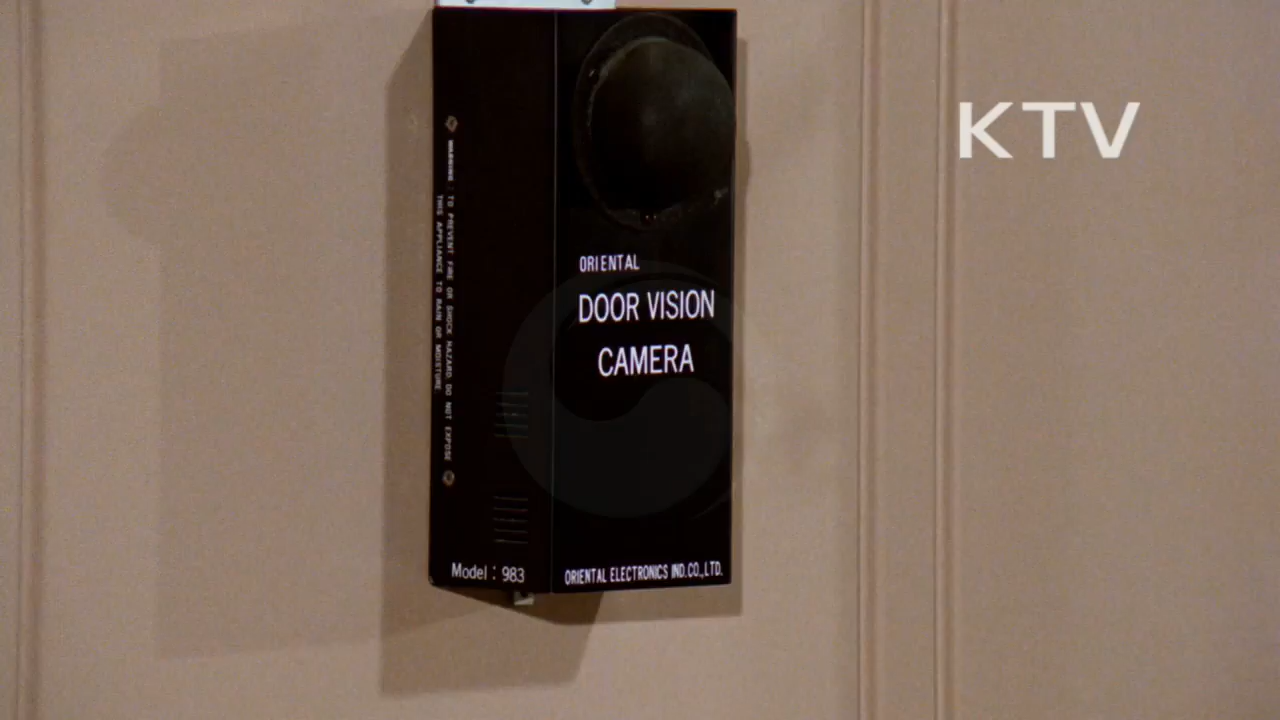 KTV
WARNING : TO PREVENT FIRE OR SHOCK HAZARD, DO NOT EXPOSE
THIS APPLIANCE TO RAIN OR MOISTURE.
ORIENTAL
DOOR VISION
CAMERA
Model : 983
ORIENTAL ELECTRONICS IND.CO.,LTD.